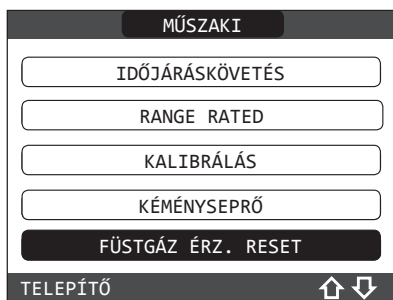 MŰSZAKI
IDŐJÁRÁSKÖVETÉS
RANGE RATED
KALIBRÁLÁS
KÉMÉNYSEPRŐ
FÜSTGÁZ ÉRZ. RESET
TELEPÍTŐ